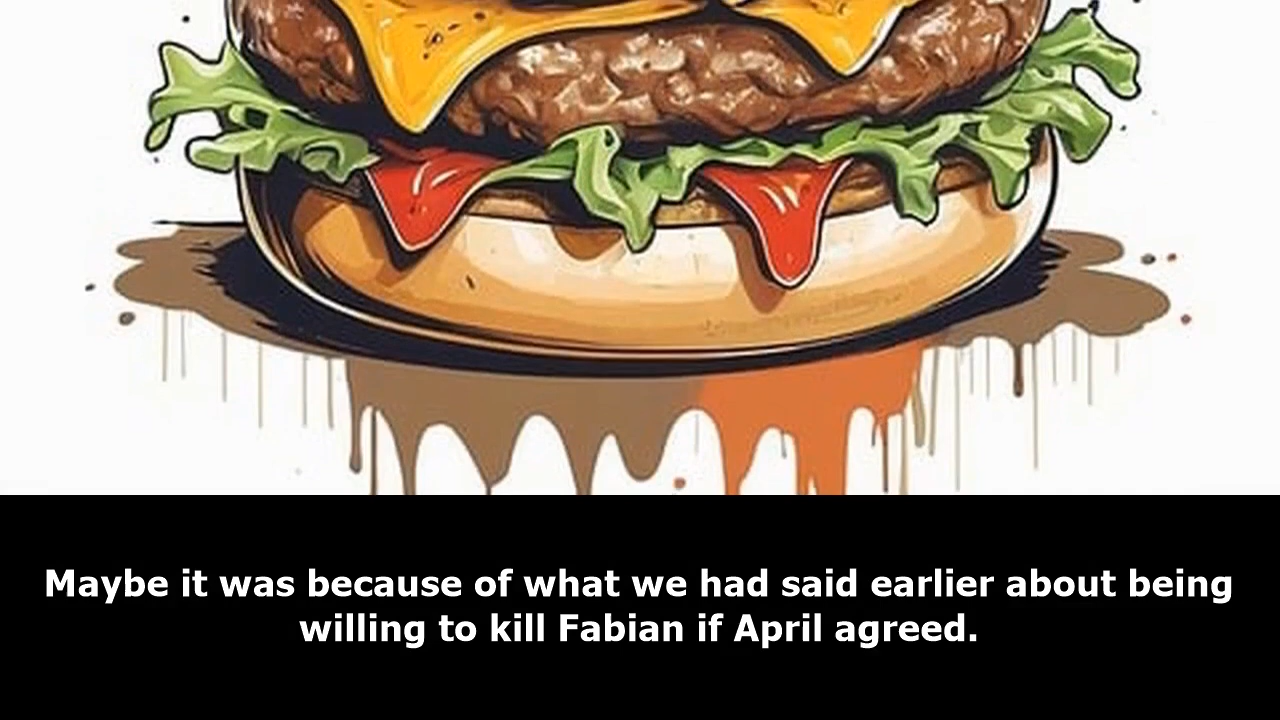 Maybe it was because of what we had said earlier about being
willing to kill Fabian if April agreed.